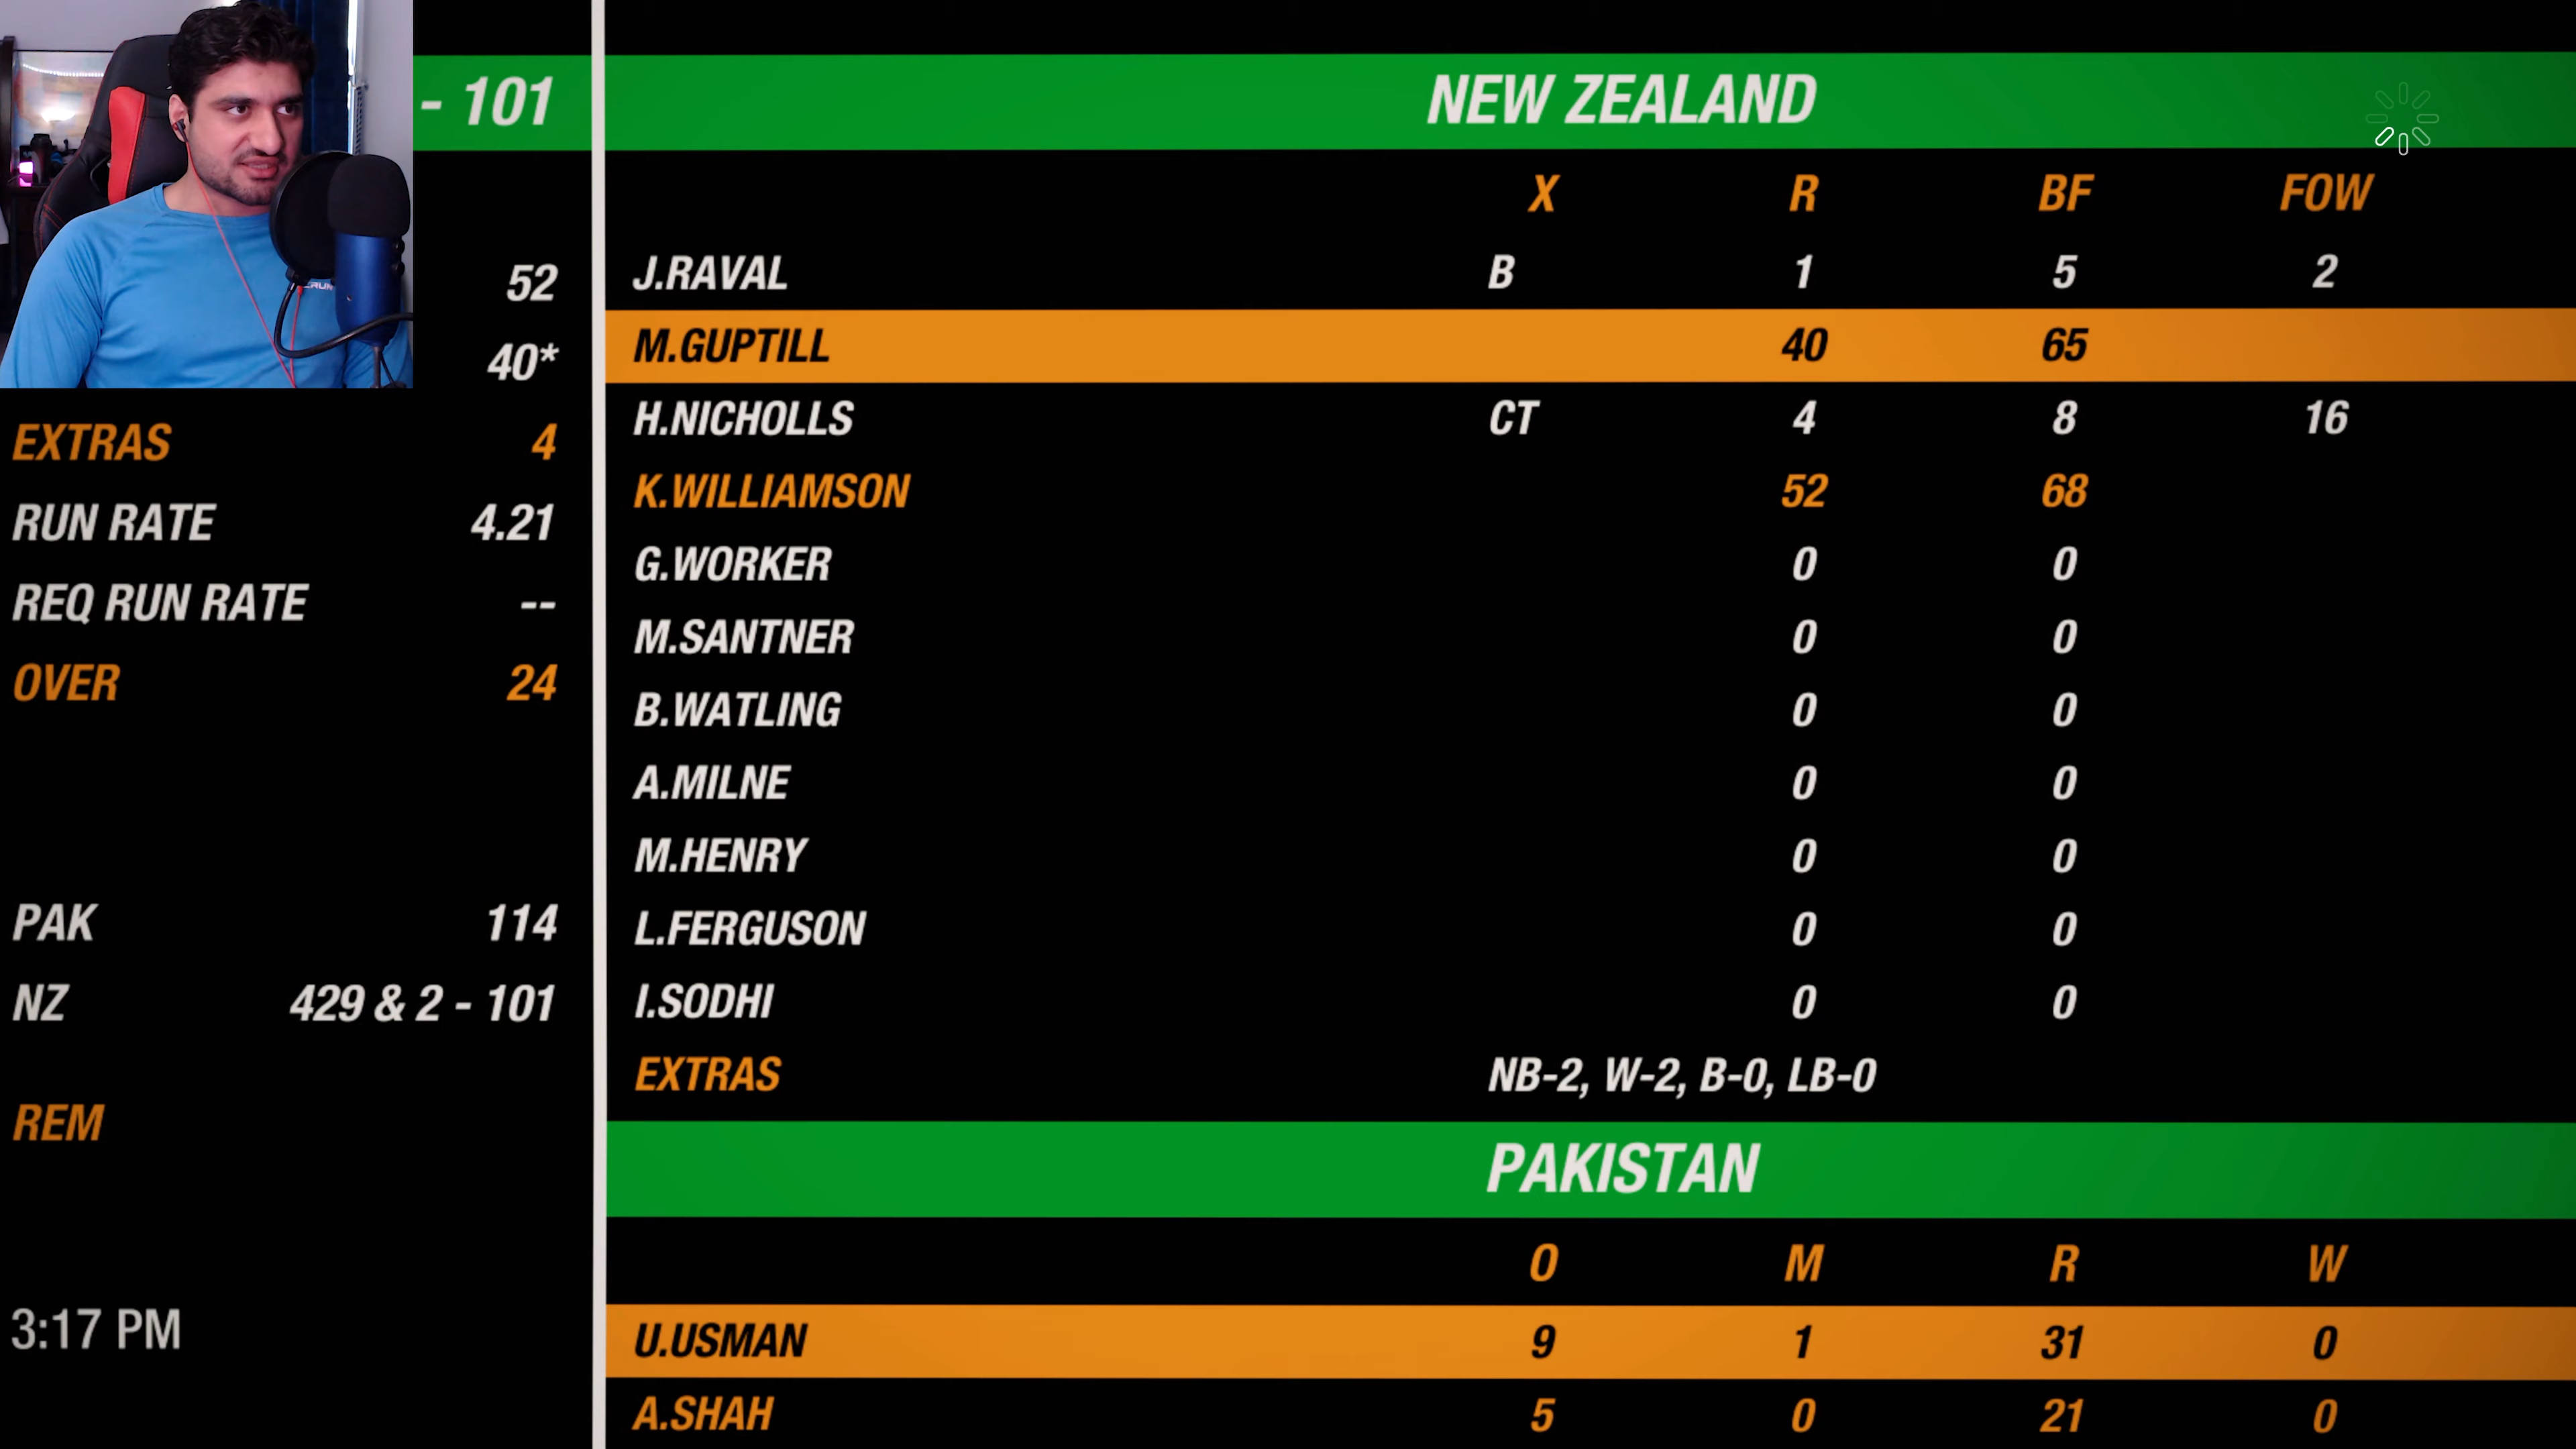 - 101
52
40*
EXTRAS 4
RUN RATE 4.21
REQ RUN RATE --
OVER 24
PAK 114
NZ 429 & 2 - 101
REM
3:17 PM
NEW ZEALAND
X R BF FOW
J.RAVAL B 1 5 2
M.GUPTILL 40 65
H.NICHOLLS CT 4 8 16
K.WILLIAMSON 52 68
G.WORKER 0 0
M.SANTNER 0 0
B.WATLING 0 0
A.MILNE 0 0
M.HENRY 0 0
L.FERGUSON 0 0
I.SODHI 0 0
EXTRAS NB-2, W-2, B-0, LB-0
PAKISTAN
O M R W
U.USMAN 9 1 31 0
A.SHAH 5 0 21 0